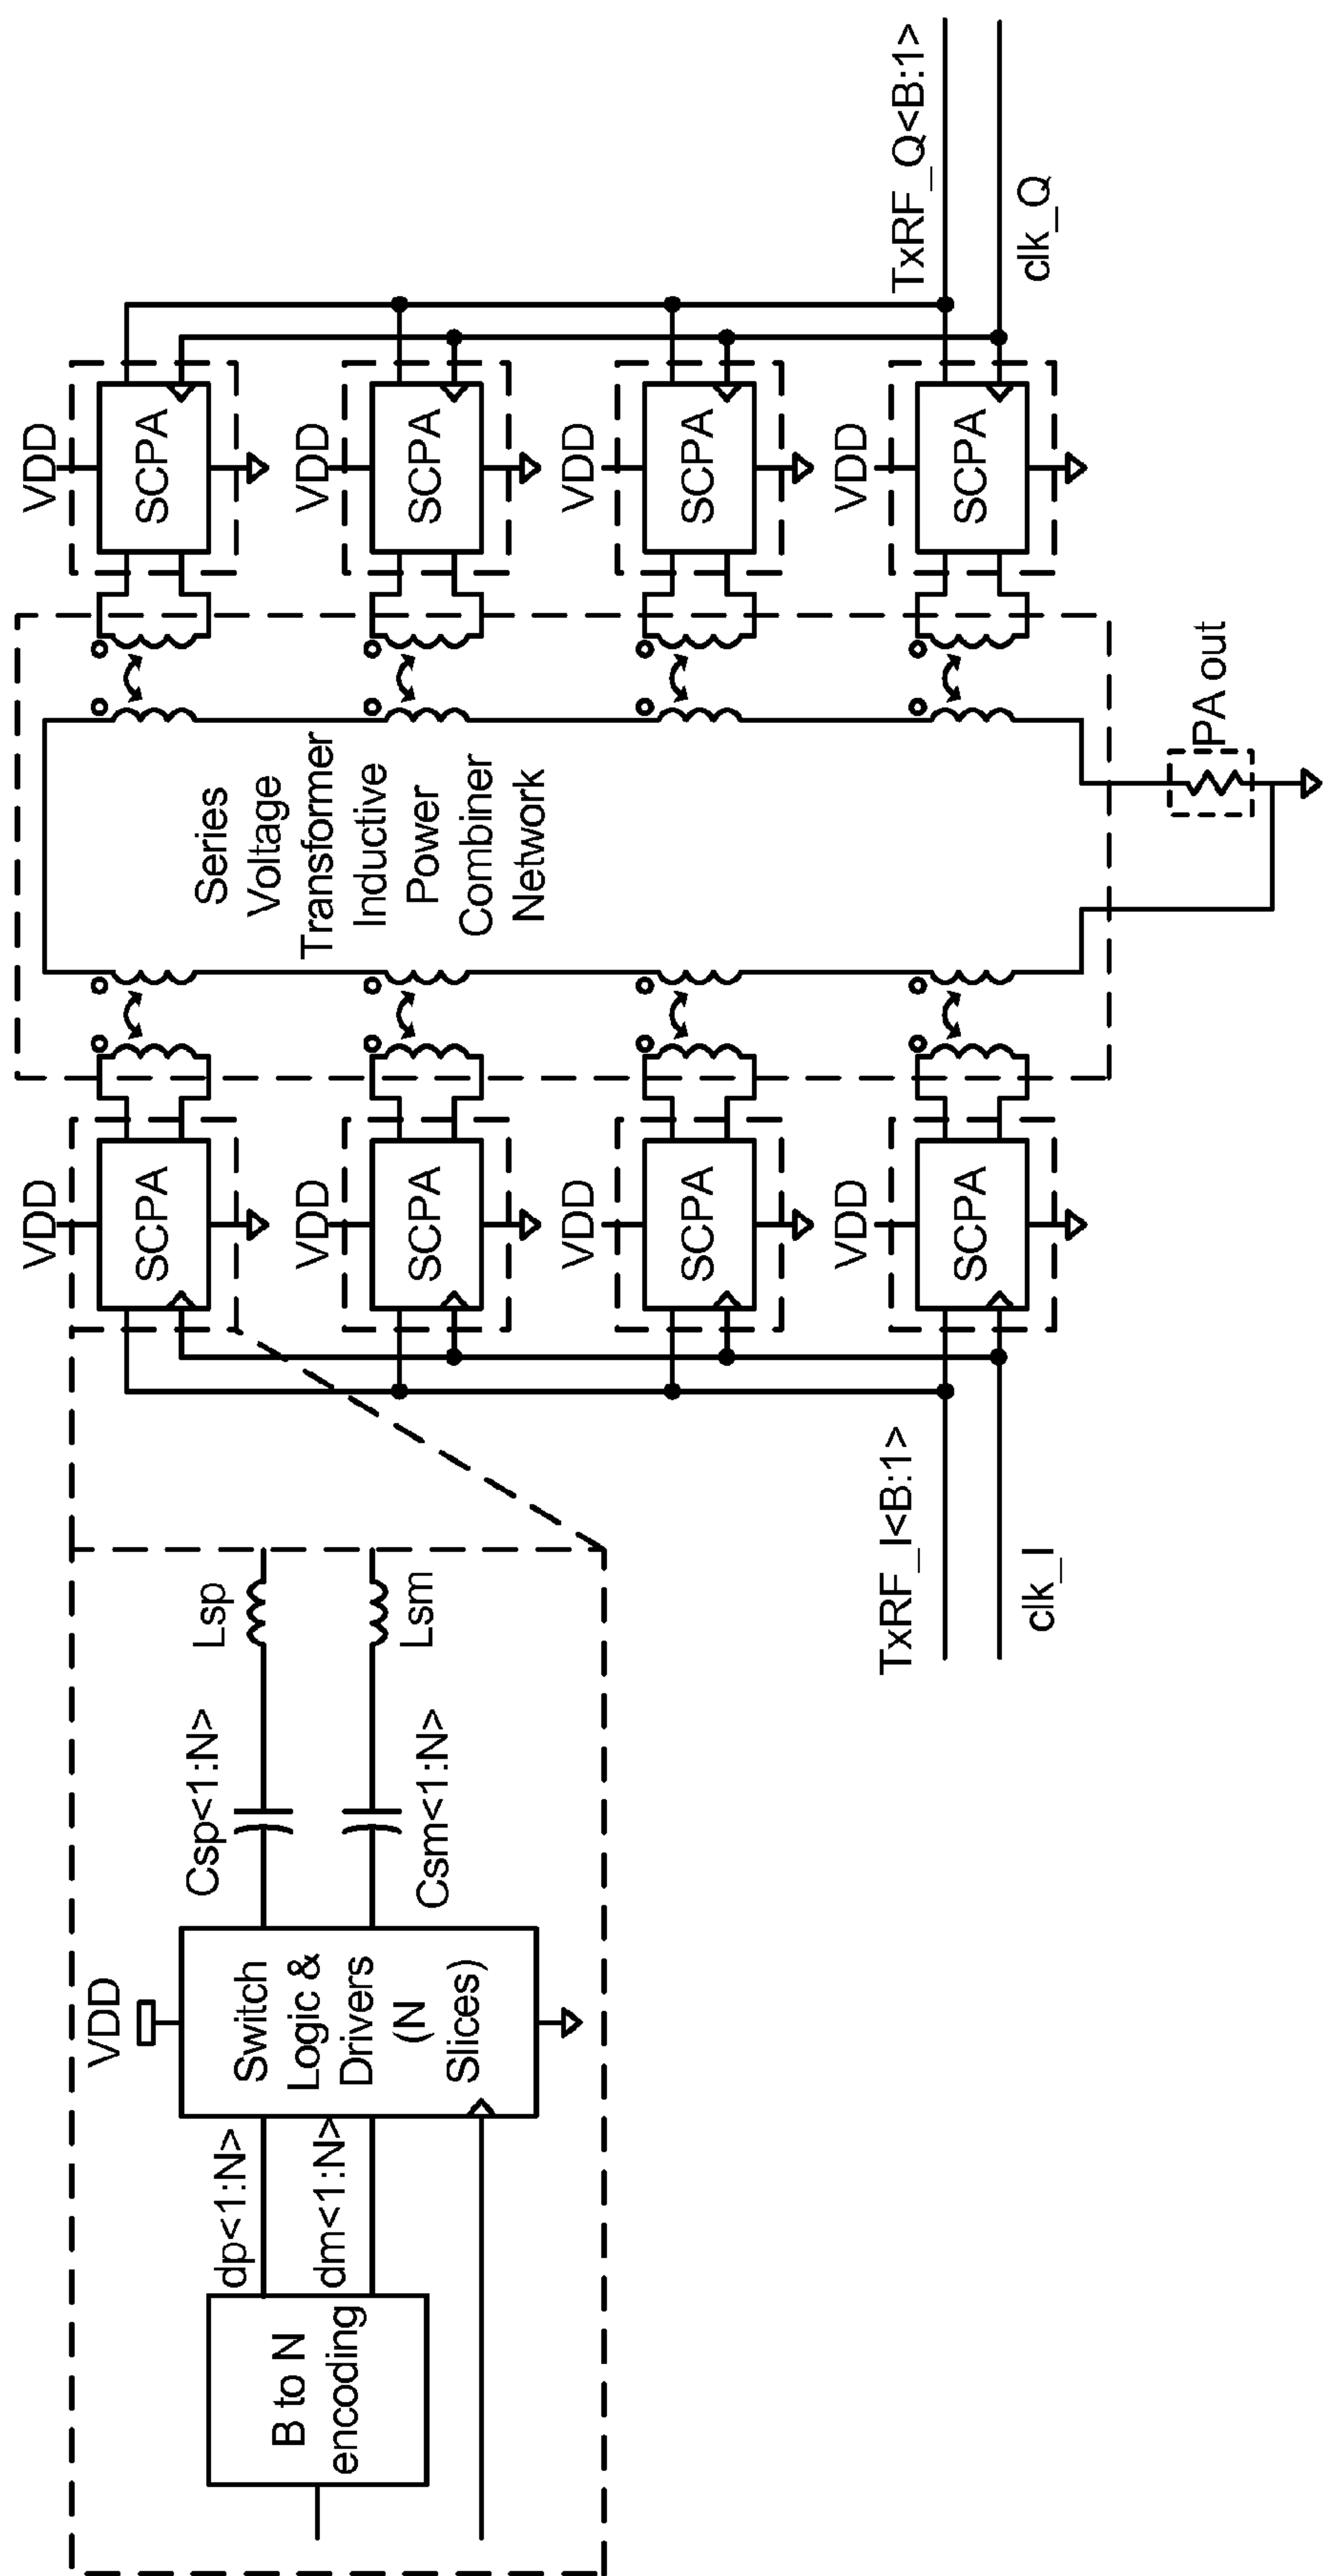 VDD
B to N
encoding
dp<1:N>
dm<1:N>
Switch
Logic &
Drivers
(N
Slices)
Csp<1:N>
Csm<1:N>
Lsp
Lsm
TxRF_I<B:1>
clk_I
VDD
SCPA
VDD
SCPA
VDD
SCPA
VDD
SCPA
Series
Voltage
Transformer
Inductive
Power
Combiner
Network
PA out
VDD
SCPA
VDD
SCPA
VDD
SCPA
VDD
SCPA
TxRF_Q<B:1>
clk_Q